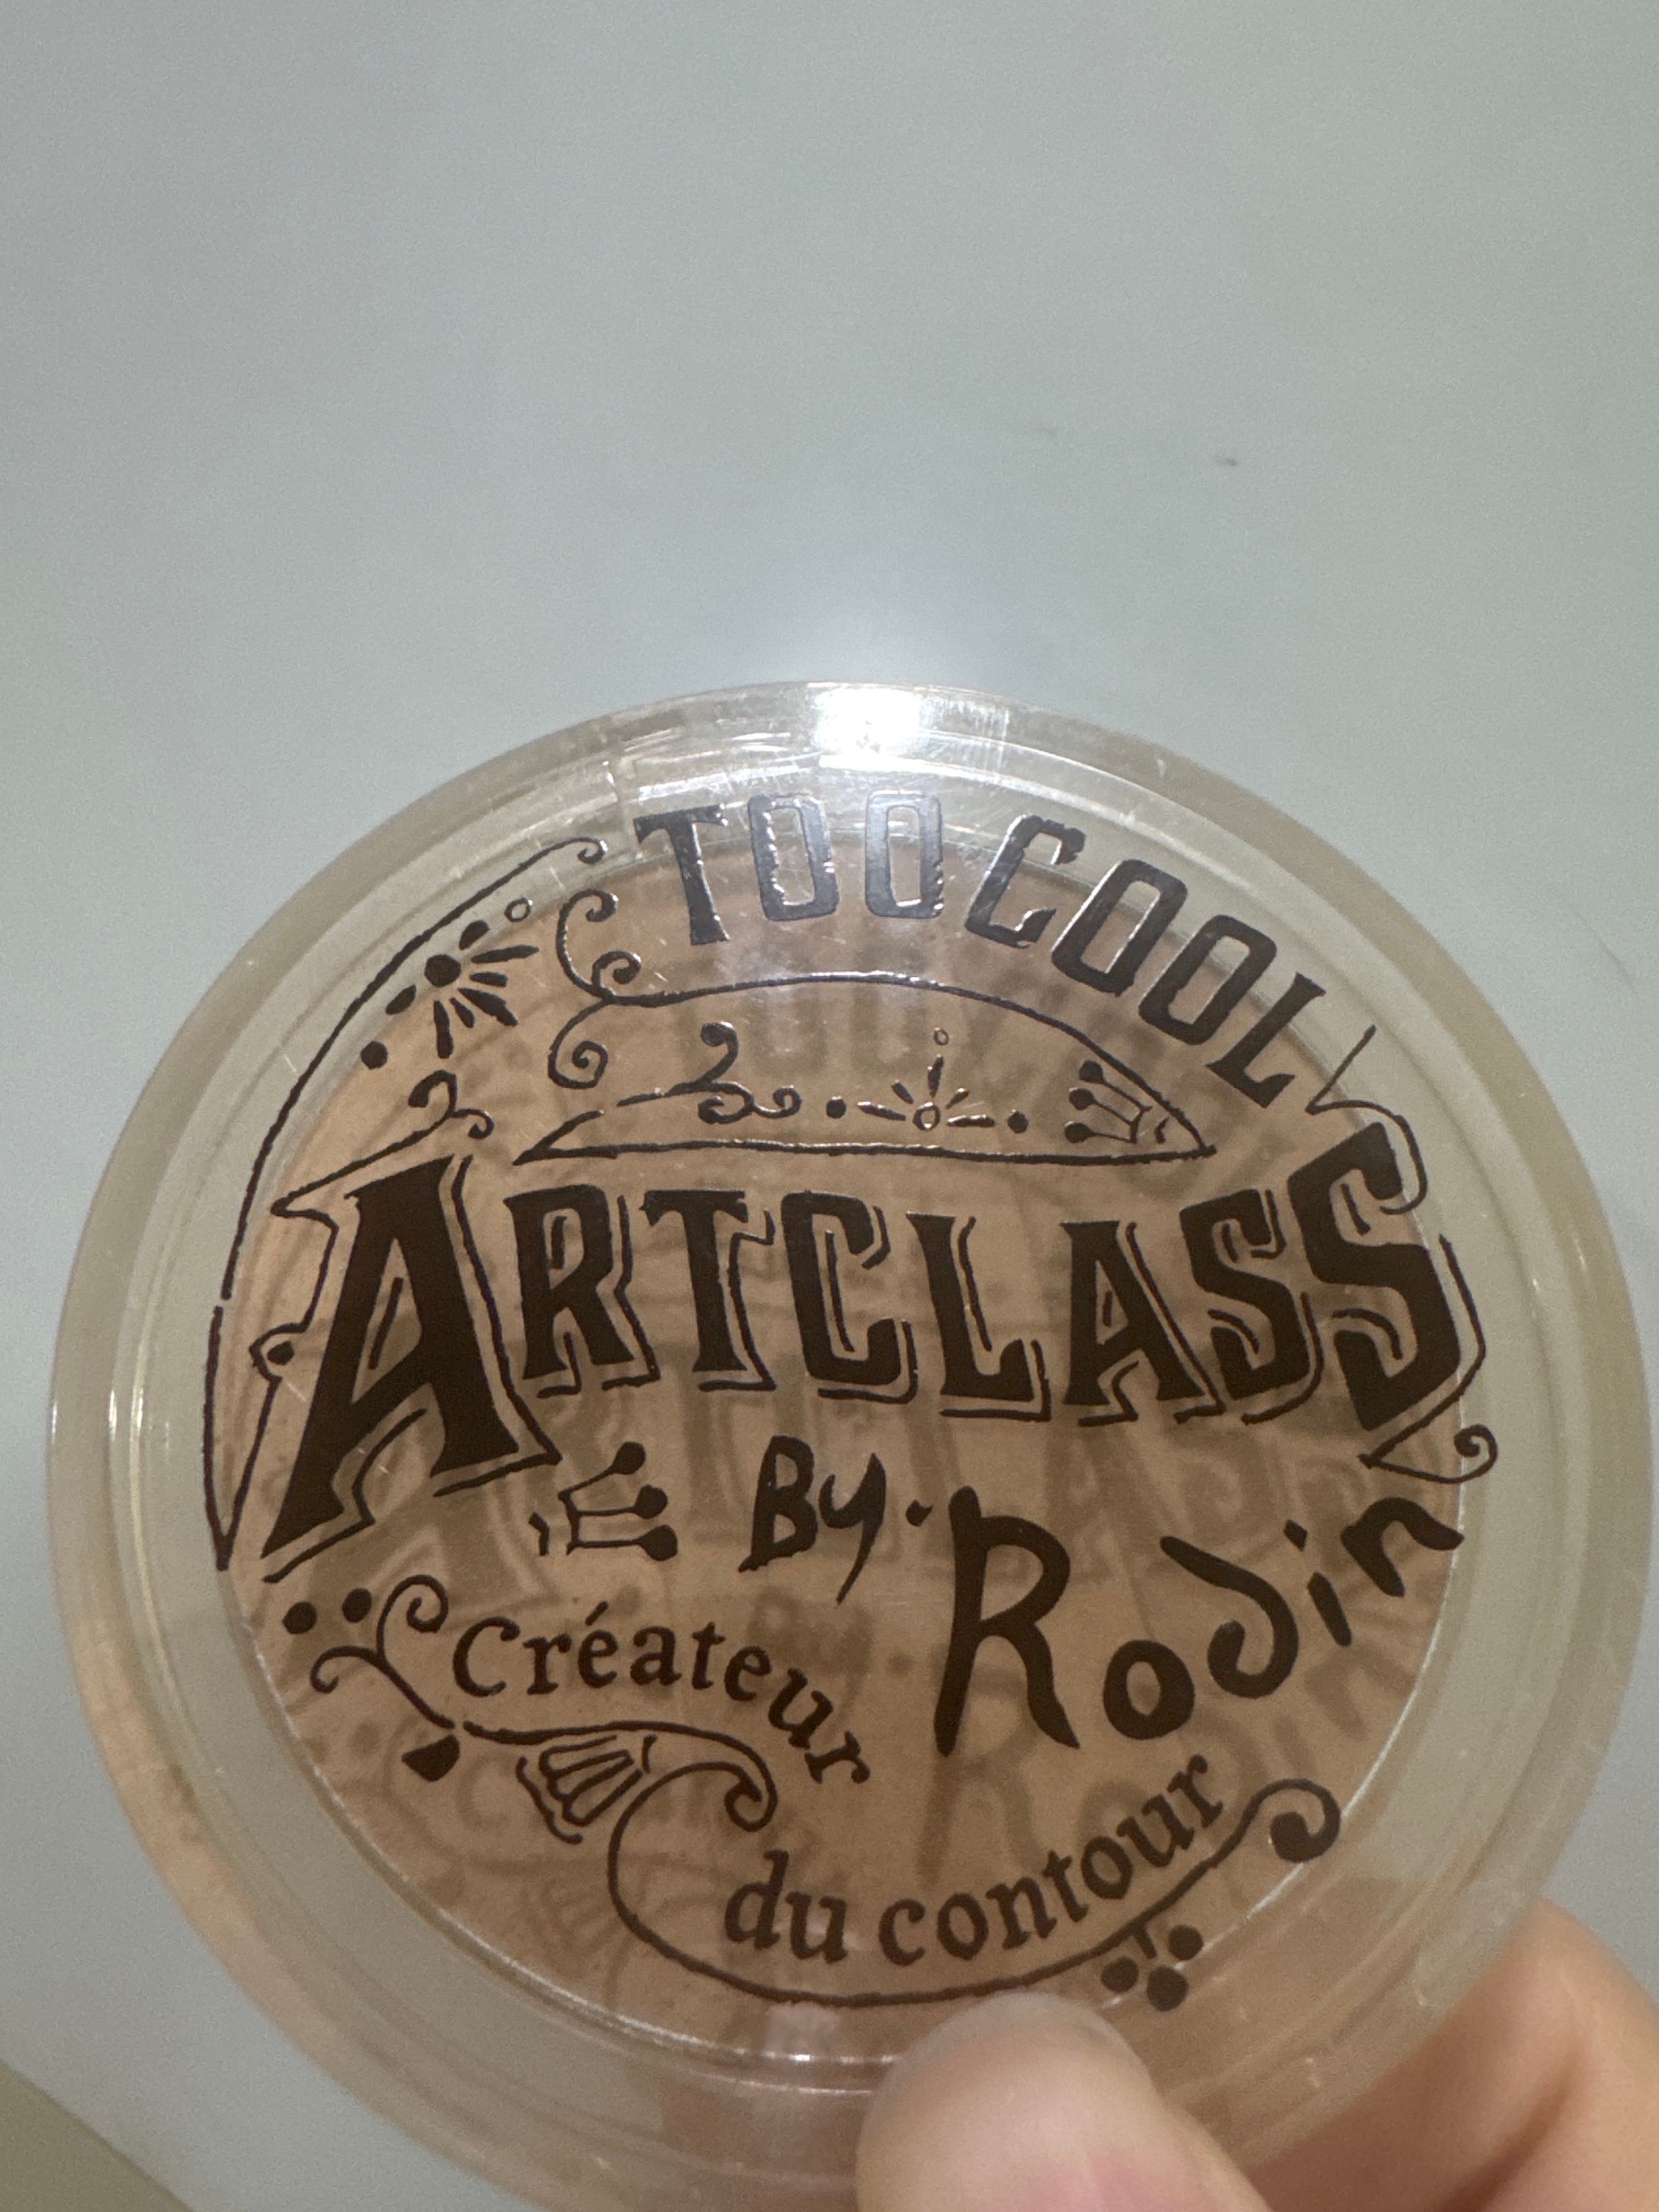 TOO COOL
ARTCLASS
By. Rodin
Créateur
du contour